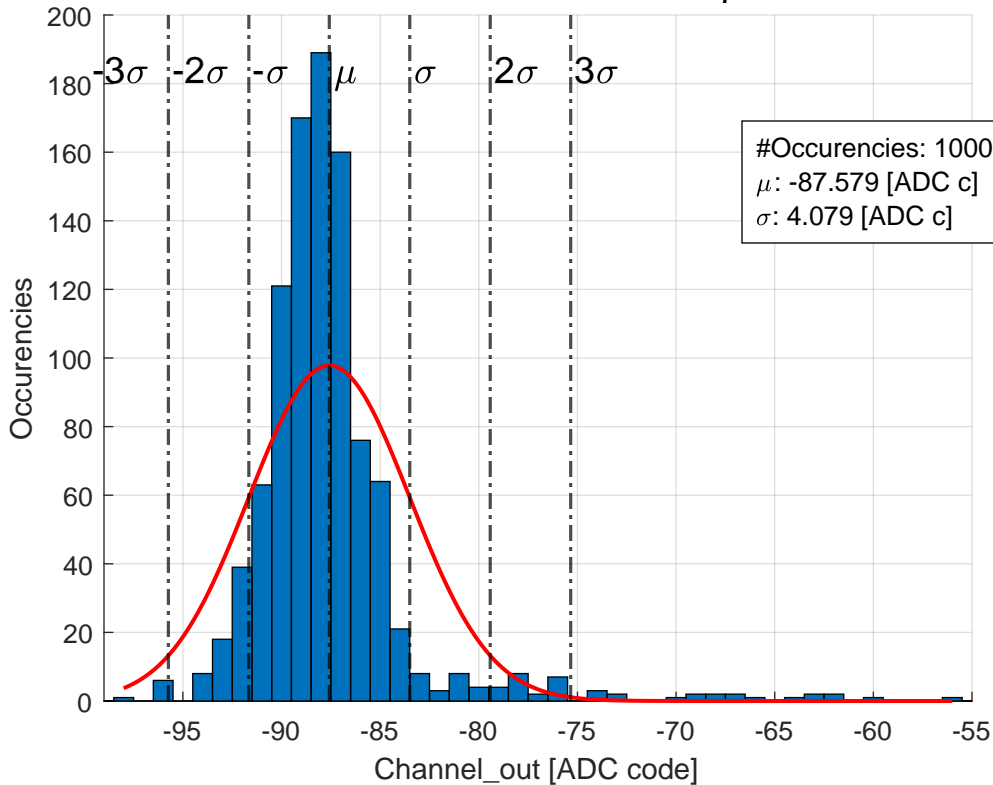 200
180
160
140
120
100
80
60
40
20
0
Occurencies
-3σ -2σ -σ μ σ 2σ 3σ
#Occurencies: 1000
μ: -87.579 [ADC c]
σ: 4.079 [ADC c]
-95 -90 -85 -80 -75 -70 -65 -60 -55
Channel_out [ADC code]